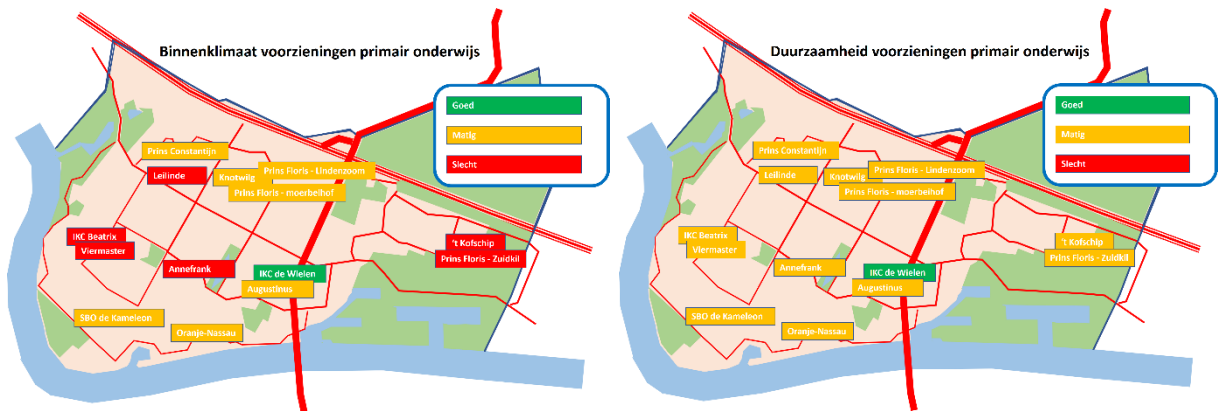 Binnenklimaat voorzieningen primair onderwijs
Goed
Matig
Slecht
Prins Constantijn
Leilinde
Knotwilg
Prins Floris - Lindenzoom
Prins Floris - moerbeihof
IKC Beatrix
Viermaster
't Kofschip
Prins Floris - Zuidkil
Annefrank
IKC de Wielen
Augustinus
SBO de Kameleon
Oranje-Nassau
Duurzaamheid voorzieningen primair onderwijs
Goed
Matig
Slecht
Prins Constantijn
Leilinde
Knotwilg
Prins Floris - Lindenzoom
Prins Floris - moerbeihof
IKC Beatrix
Viermaster
't Kofschip
Prins Floris - Zuidkil
Annefrank
IKC de Wielen
Augustinus
SBO de Kameleon
Oranje-Nassau